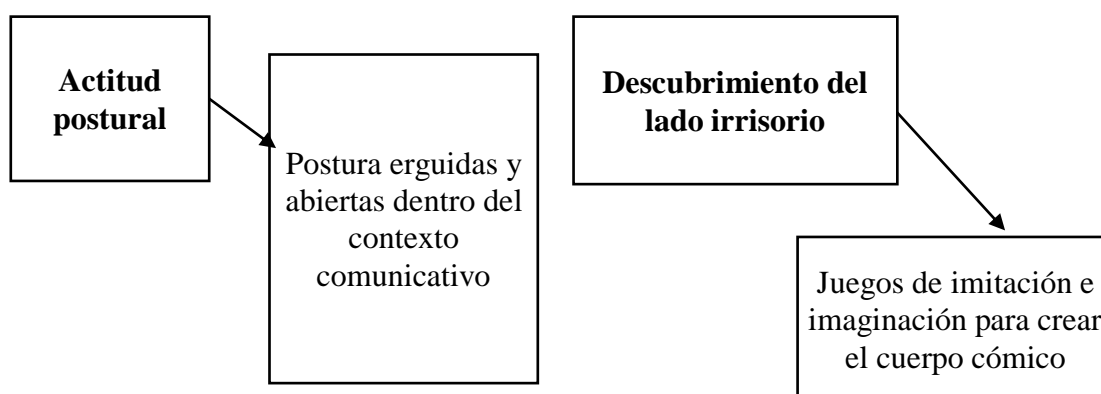 Actitud
postural
Postura erguidas y
abiertas dentro del
contexto
comunicativo
Descubrimiento del
lado irrisorio
Juegos de imitación e
imaginación para crear
el cuerpo cómico